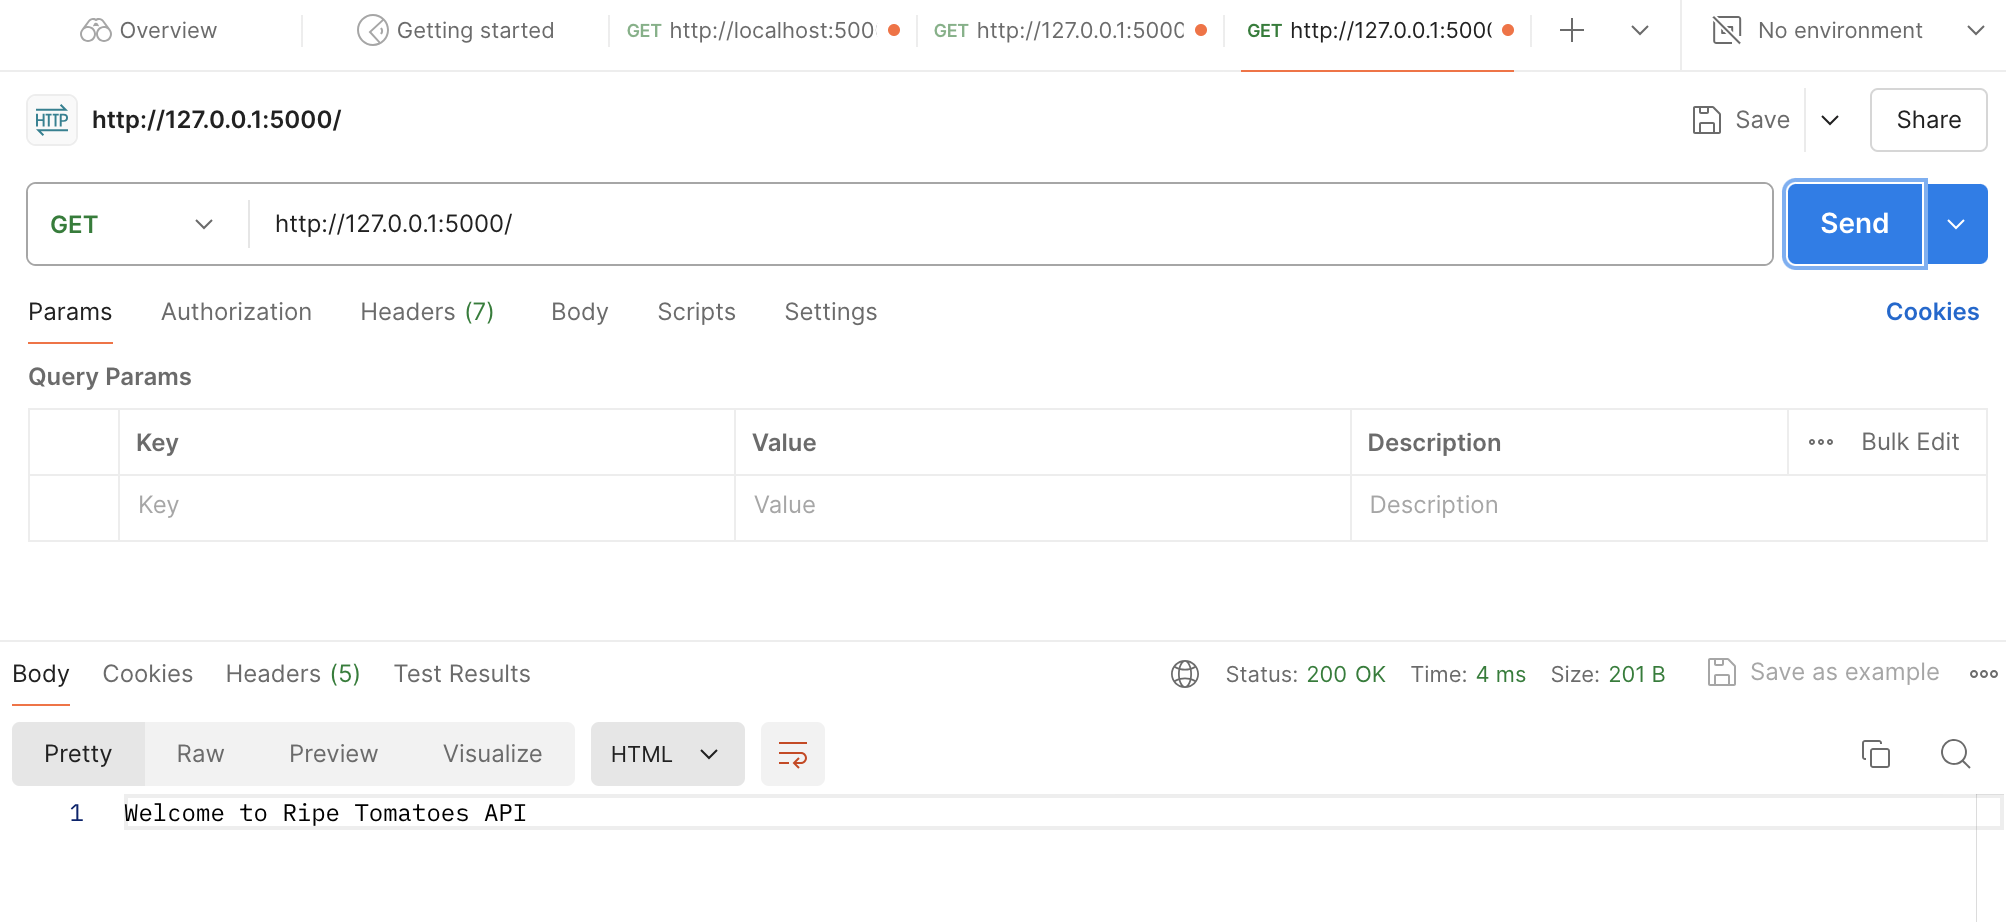 Overview Getting started GET http://localhost:500 GET http://127.0.0.1:5000 GET http://127.0.0.1:5000 No environment
HTTP http://127.0.0.1:5000/ Save Share
GET http://127.0.0.1:5000/ Send
Params Authorization Headers (7) Body Scripts Settings Cookies
Query Params
Key Value Description Bulk Edit
Key Value Description
Body Cookies Headers (5) Test Results Status: 200 OK Time: 4 ms Size: 201 B Save as example
Pretty Raw Preview Visualize HTML
1 Welcome to Ripe Tomatoes API